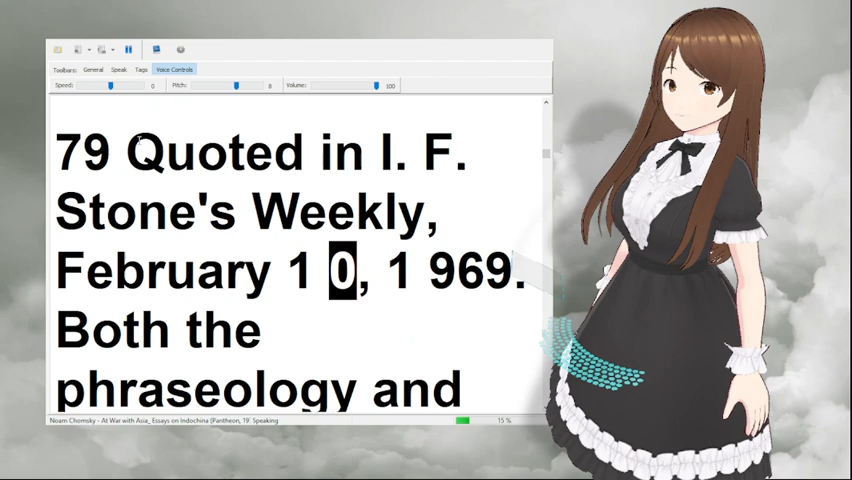 Toolbars: General Speak Tags Voice Controls
Speed: 0 Pitch: 8 Volume: 100
79 Quoted in I. F.
Stone's Weekly,
February 1 0, 1 969.
Both the
phraseology and
Noam Chomsky - At War with Asia_ Essays on Indochina [Pantheon, 19 Speaking 15 %